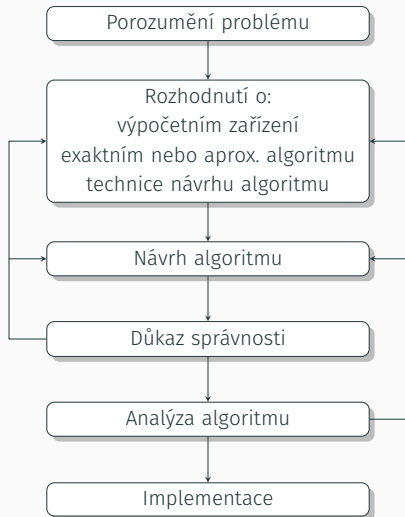 Porozumění problému
Rozhodnutí o:
výpočetním zařízení
exaktním nebo aprox. algoritmu
technice návrhu algoritmu
Návrh algoritmu
Důkaz správnosti
Analýza algoritmu
Implementace